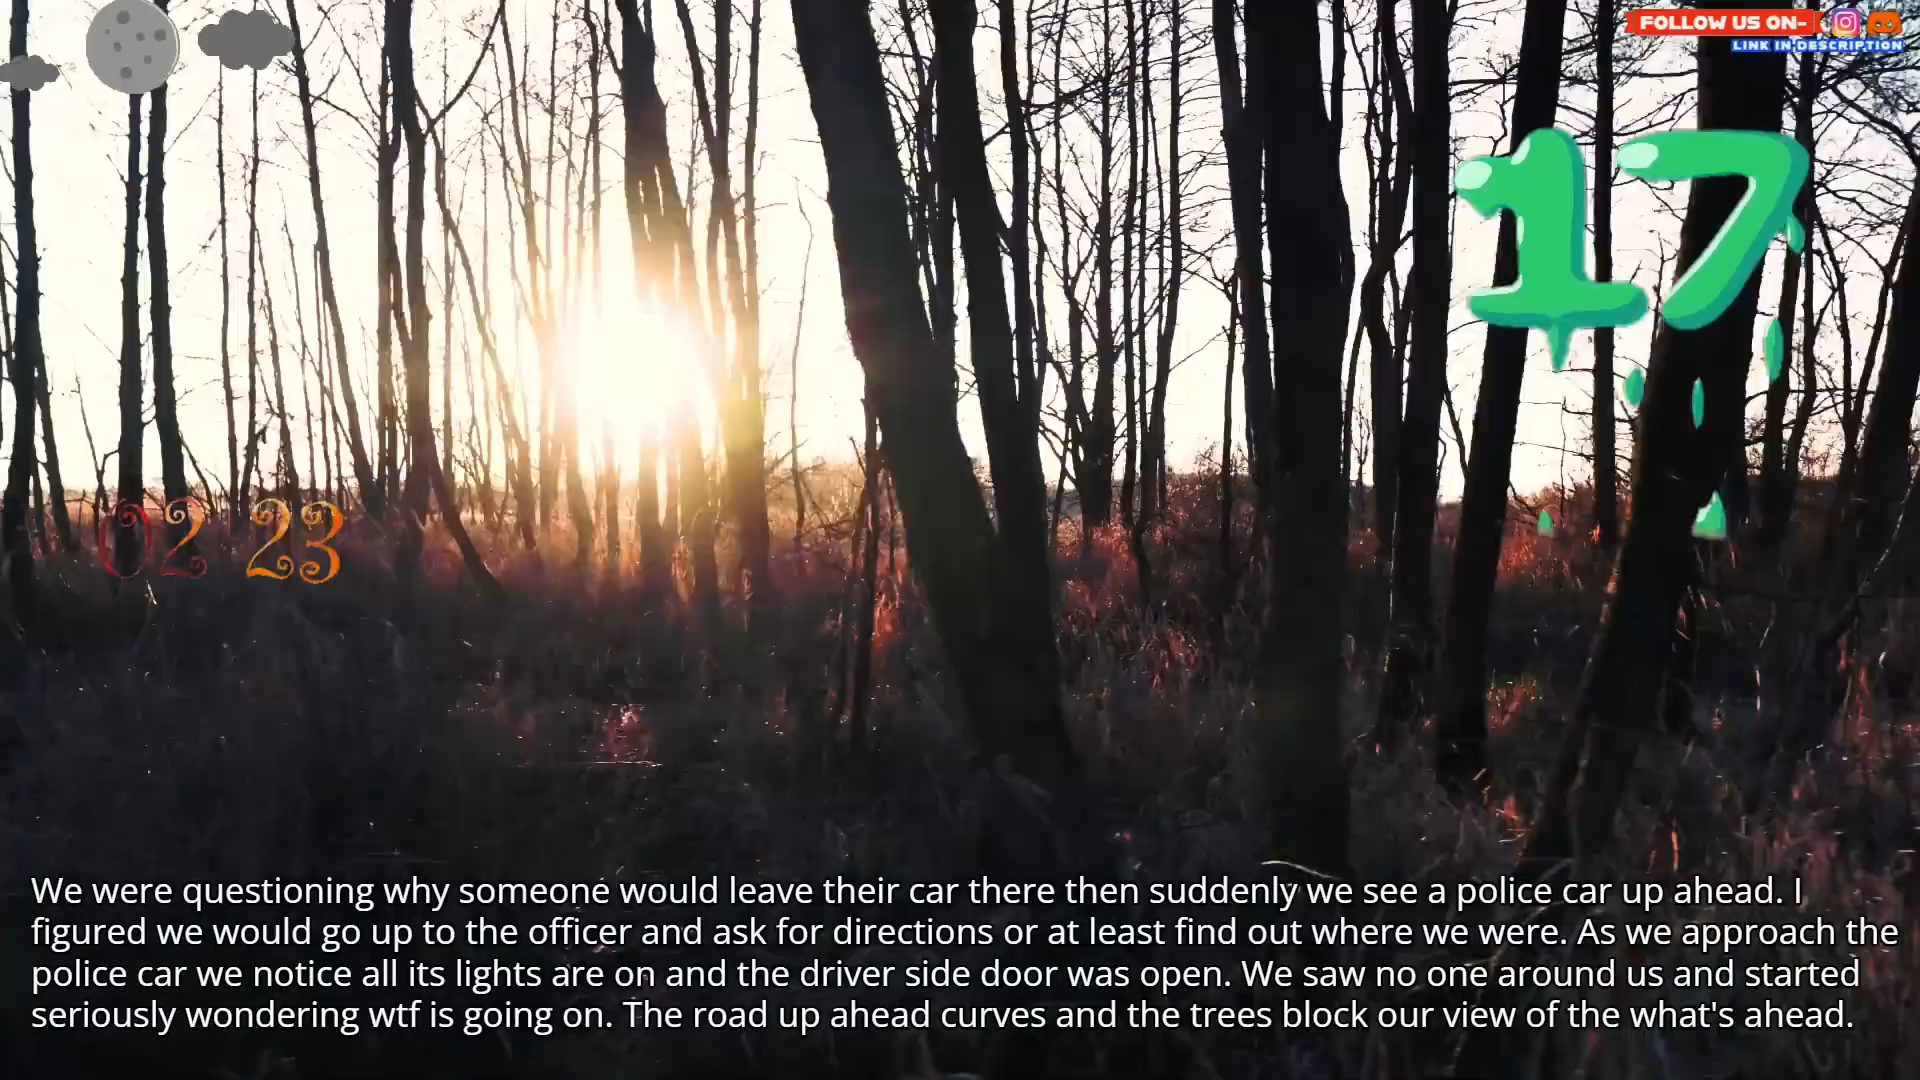 FOLLOW US ON-
LINK IN DESCRIPTION
17
02 23
We were questioning why someone would leave their car there then suddenly we see a police car up ahead. I
figured we would go up to the officer and ask for directions or at least find out where we were. As we approach the
police car we notice all its lights are on and the driver side door was open. We saw no one around us and started
seriously wondering wtf is going on. The road up ahead curves and the trees block our view of the what's ahead.